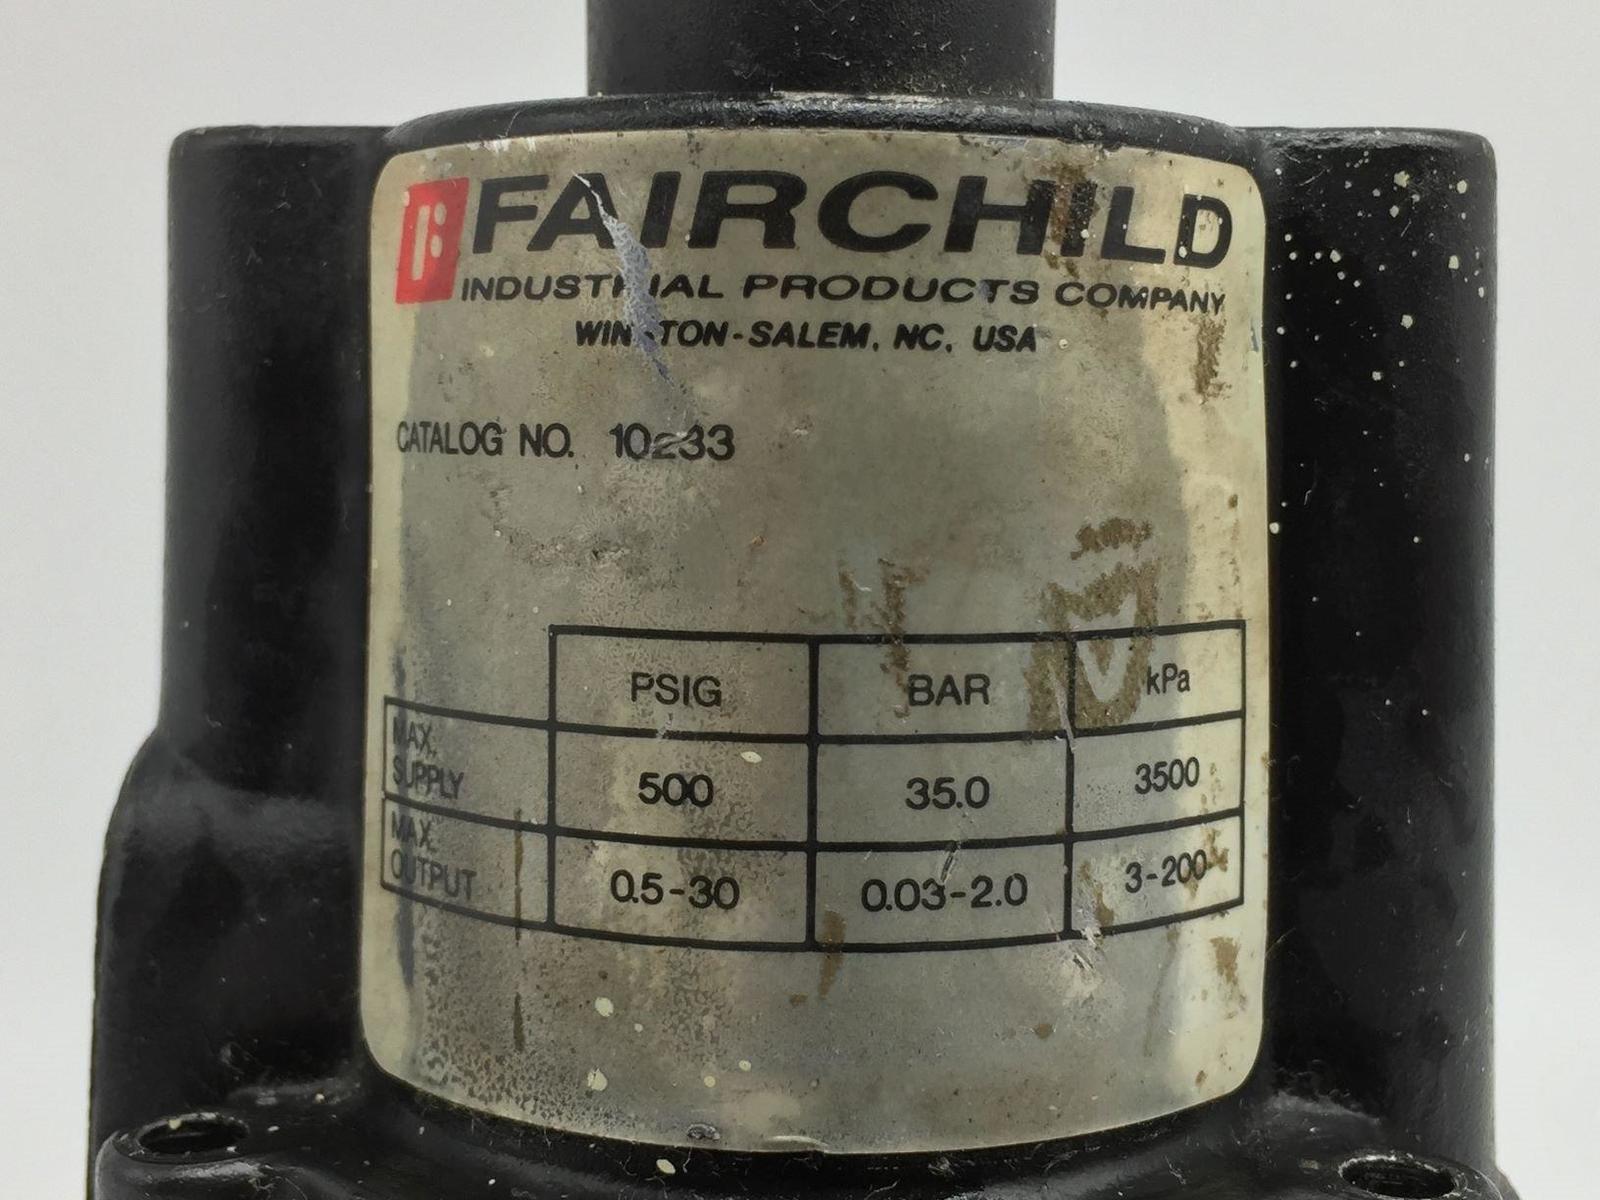 FAIRCHILD
INDUSTRIAL PRODUCTS COMPANY
WINSTON-SALEM, NC, USA
CATALOG NO. 10233
PSIG BAR kPa
MAX. SUPPLY 500 35.0 3500
MAX. OUTPUT 0.5-30 0.03-2.0 3-200